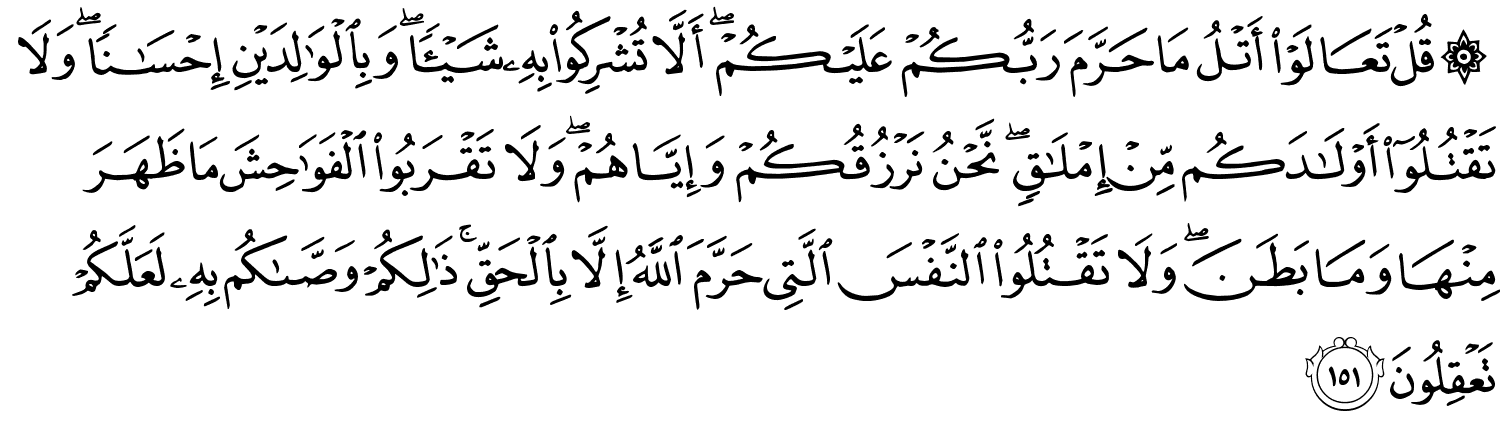 ۞ قُلْ تَعَالَوْا۟ أَتْلُ مَا حَرَّمَ رَبُّكُمْ عَلَيْكُمْ ۖ أَلَّا تُشْرِكُوا۟ بِهِۦ شَيْـًٔا ۖ وَبِٱلْوَٰلِدَيْنِ إِحْسَـٰنًا ۖ وَلَا
تَقْتُلُوٓا۟ أَوْلَـٰدَكُم مِّنْ إِمْلَـٰقٍ ۖ نَّحْنُ نَرْزُقُكُمْ وَإِيَّاهُمْ ۖ وَلَا تَقْرَبُوا۟ ٱلْفَوَٰحِشَ مَا ظَهَرَ
مِنْهَا وَمَا بَطَنَ ۖ وَلَا تَقْتُلُوا۟ ٱلنَّفْسَ ٱلَّتِى حَرَّمَ ٱللَّهُ إِلَّا بِٱلْحَقِّ ۚ ذَٰلِكُمْ وَصَّىٰكُم بِهِۦ لَعَلَّكُمْ
تَعْقِلُونَ ١٥١